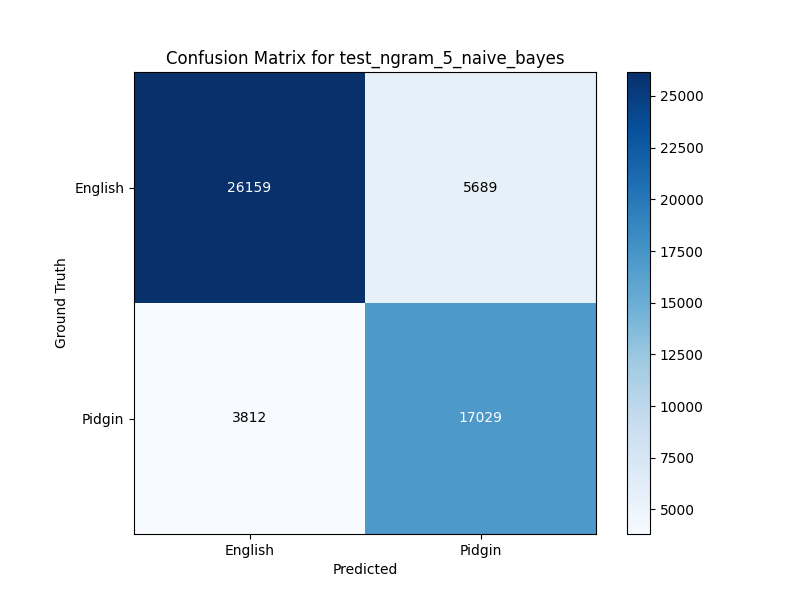 Confusion Matrix for test_ngram_5_naive_bayes
English
26159
5689
Pidgin
3812
17029
English
Pidgin
Predicted
Ground Truth
25000
22500
20000
17500
15000
12500
10000
7500
5000